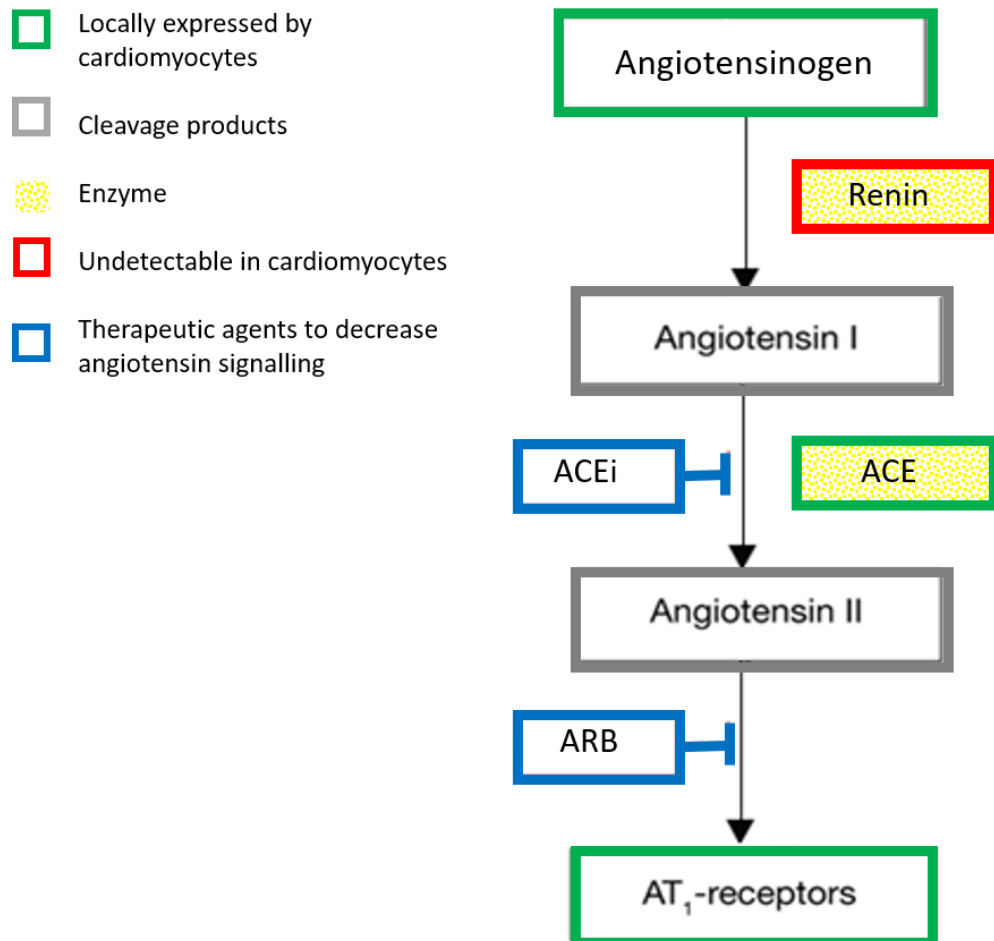 Locally expressed by
cardiomyocytes
Cleavage products
Enzyme
Undetectable in cardiomyocytes
Therapeutic agents to decrease
angiotensin signalling
Angiotensinogen
Renin
Angiotensin I
ACEi
ACE
Angiotensin II
ARB
AT₁-receptors